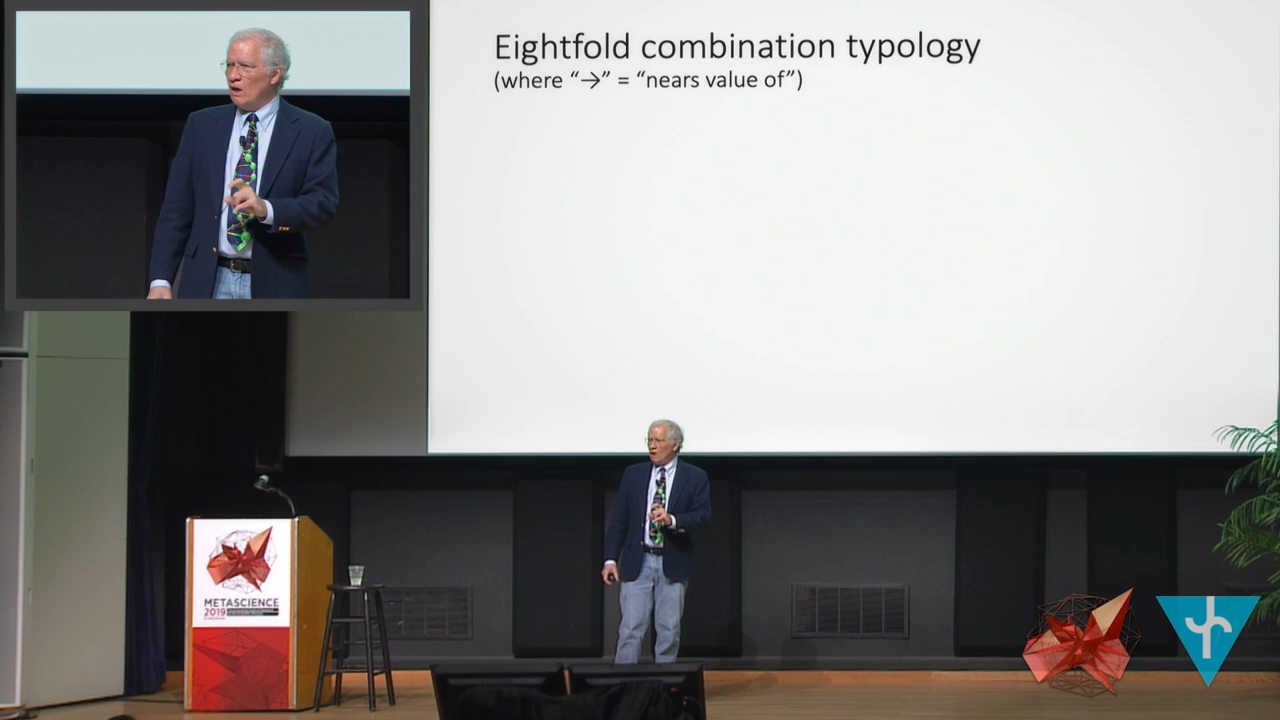 Eightfold combination typology
(where “→” = “nears value of”)
METASCIENCE
2019